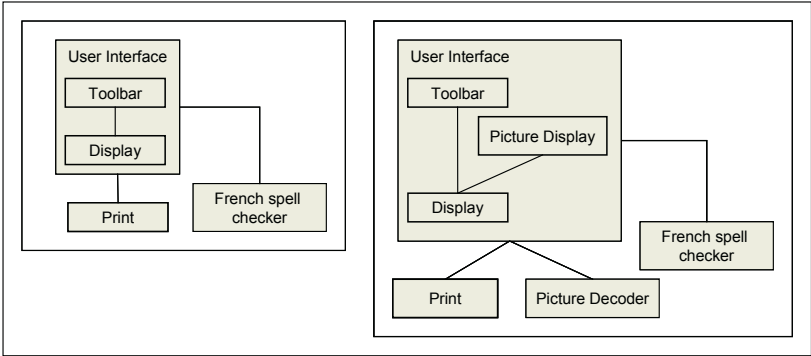 User Interface
Toolbar
Display
Print
French spell
checker
User Interface
Toolbar
Picture Display
Display
French spell
checker
Print
Picture Decoder